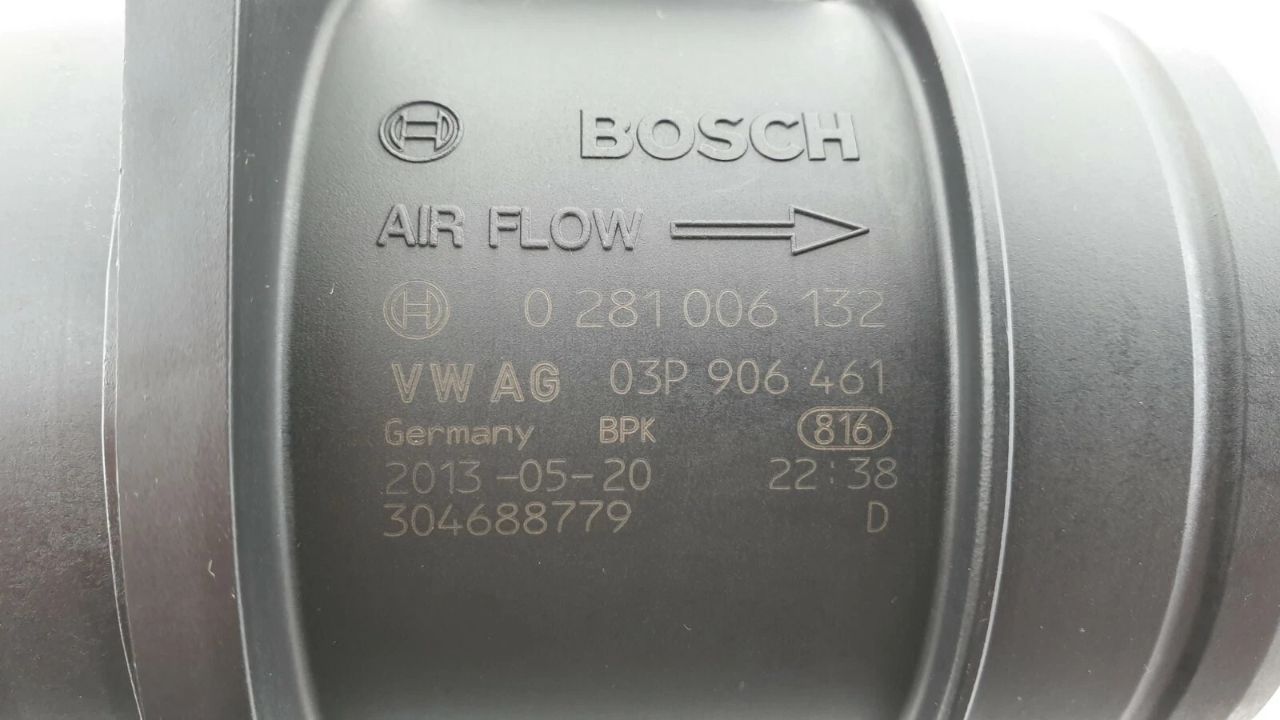 BOSCH
AIR FLOW
0 281 006 132
VW AG 03P 906 461
Germany BPK 816
2013-05-20 22:38
304688779 D